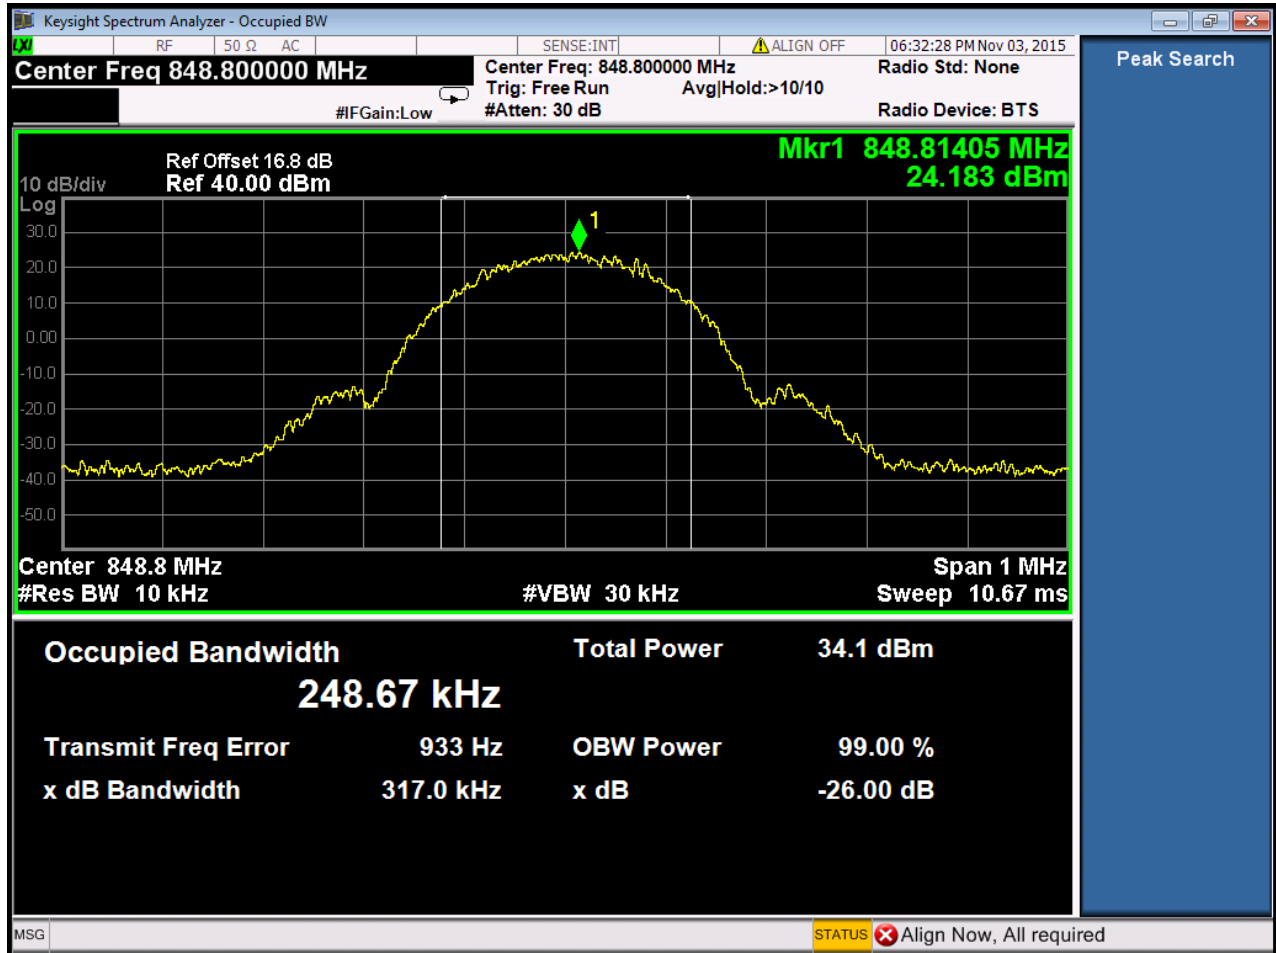 Keysight Spectrum Analyzer - Occupied BW
LXI RF 50 Ω AC SENSE:INT ALIGN OFF 06:32:28 PM Nov 03, 2015
Center Freq 848.800000 MHz
Center Freq: 848.800000 MHz Radio Std: None
Trig: Free Run Avg|Hold:>10/10
#IFGain:Low #Atten: 30 dB Radio Device: BTS
Peak Search
Mkr1 848.81405 MHz
24.183 dBm
Ref Offset 16.8 dB
10 dB/div Ref 40.00 dBm
Log
30.0
20.0
10.0
0.00
-10.0
-20.0
-30.0
-40.0
-50.0
1
Center 848.8 MHz Span 1 MHz
#Res BW 10 kHz #VBW 30 kHz Sweep 10.67 ms
Occupied Bandwidth Total Power 34.1 dBm
248.67 kHz
Transmit Freq Error 933 Hz OBW Power 99.00 %
x dB Bandwidth 317.0 kHz x dB -26.00 dB
MSG STATUS Align Now, All required